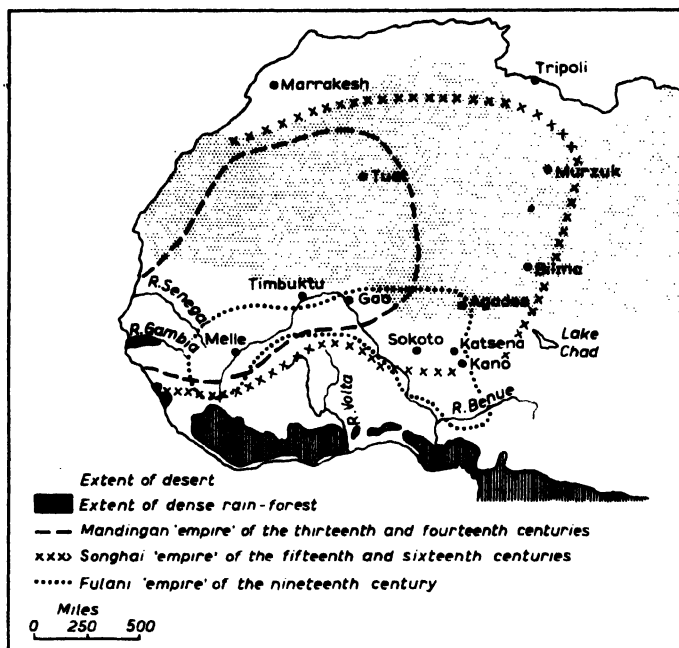 Tripoli
Marrakesh
Murzuk
Tuat
Bilma
R. Senegal
Timbuktu
Gao
Agades
R. Gambia
Melle
Sokoto
Katsena
Kano
Lake
Chad
R. Volta
R. Benue
Extent of desert
Extent of dense rain-forest
Mandingan 'empire' of the thirteenth and fourteenth centuries
Songhai 'empire' of the fifteenth and sixteenth centuries
Fulani 'empire' of the nineteenth century
Miles
0 250 500